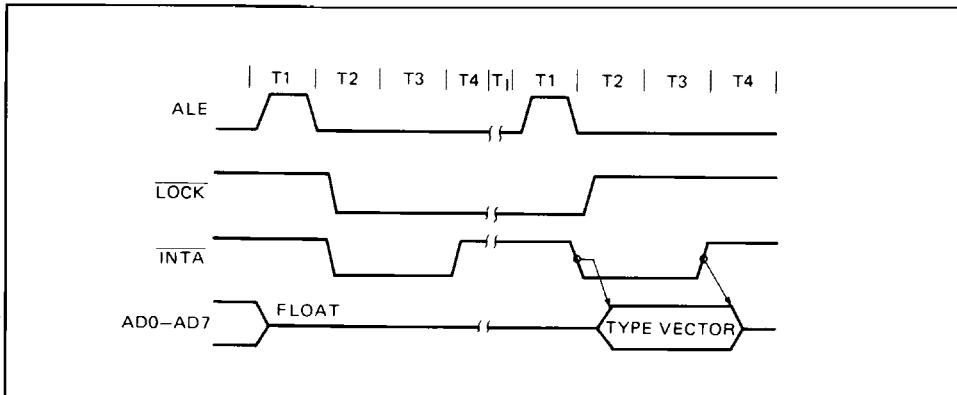 | T1 | T2 | T3 | T4 |TI| T1 | T2 | T3 | T4 |
ALE
LOCK
INTA
AD0–AD7 FLOAT TYPE VECTOR